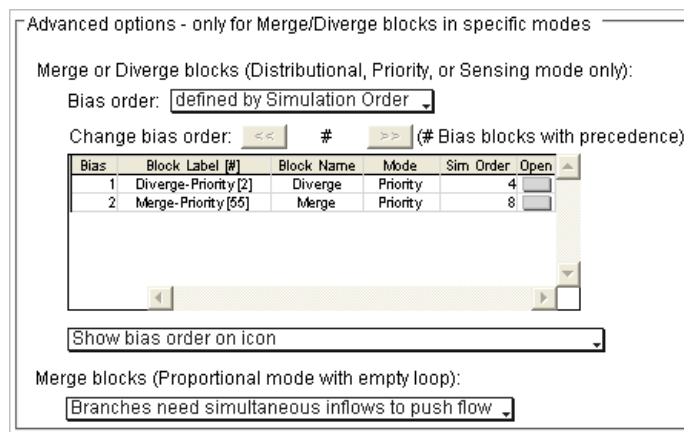 Advanced options - only for Merge/Diverge blocks in specific modes
Merge or Diverge blocks (Distributional, Priority, or Sensing mode only):
Bias order: defined by Simulation Order
Change bias order: << # >> (# Bias blocks with precedence)
Bias Block Label [#] Block Name Mode Sim Order Open
1 Diverge-Priority [2] Diverge Priority 4
2 Merge-Priority [55] Merge Priority 8
Show bias order on icon
Merge blocks (Proportional mode with empty loop):
Branches need simultaneous inflows to push flow